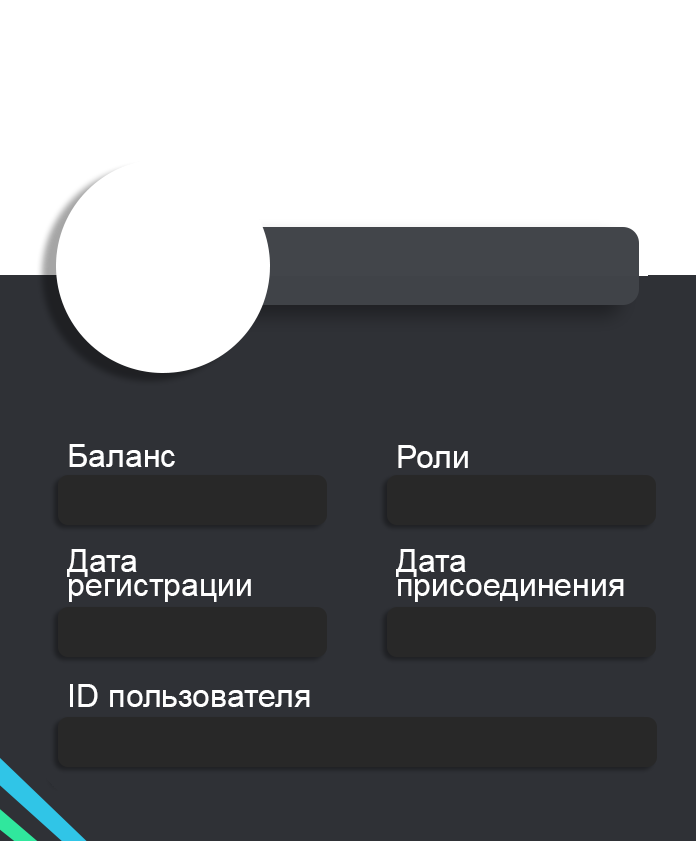 Баланс
Роли
Дата
регистрации
Дата
присоединения
ID пользователя